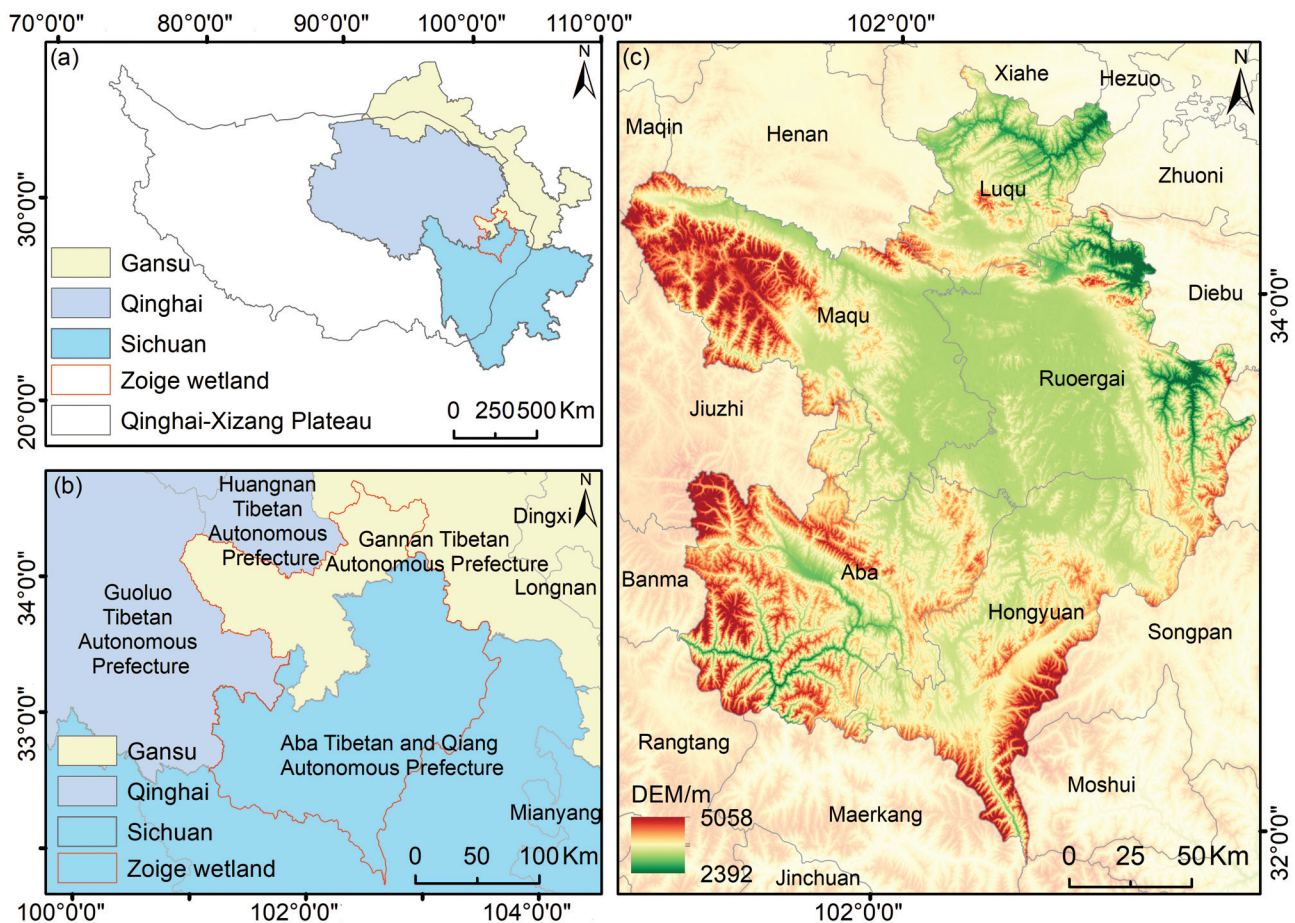 70°0'0" 80°0'0" 90°0'0" 100°0'0" 110°0'0"
(a)
N
30°0'0"
20°0'0"
Gansu
Qinghai
Sichuan
Zoige wetland
Qinghai-Xizang Plateau
0 250 500 Km
(b)
N
Huangnan
Tibetan
Autonomous
Prefecture
Dingxi
Gannan Tibetan
Autonomous Prefecture
Longnan
Guoluo
Tibetan
Autonomous
Prefecture
34°0'0"
33°0'0"
Aba Tibetan and Qiang
Autonomous Prefecture
Mianyang
Gansu
Qinghai
Sichuan
Zoige wetland
0 50 100 Km
100°0'0" 102°0'0" 104°0'0"
102°0'0"
(c)
N
Xiahe
Hezuo
Maqin
Henan
Zhuoni
Luqu
Diebu
34°0'0"
Maqu
Ruoergai
Jiuzhi
Banma
Aba
Hongyuan
Songpan
Rangtang
Moshui
Maerkang
Jinchuan
DEM/m
5058
2392
32°0'0"
0 25 50 Km
102°0'0"